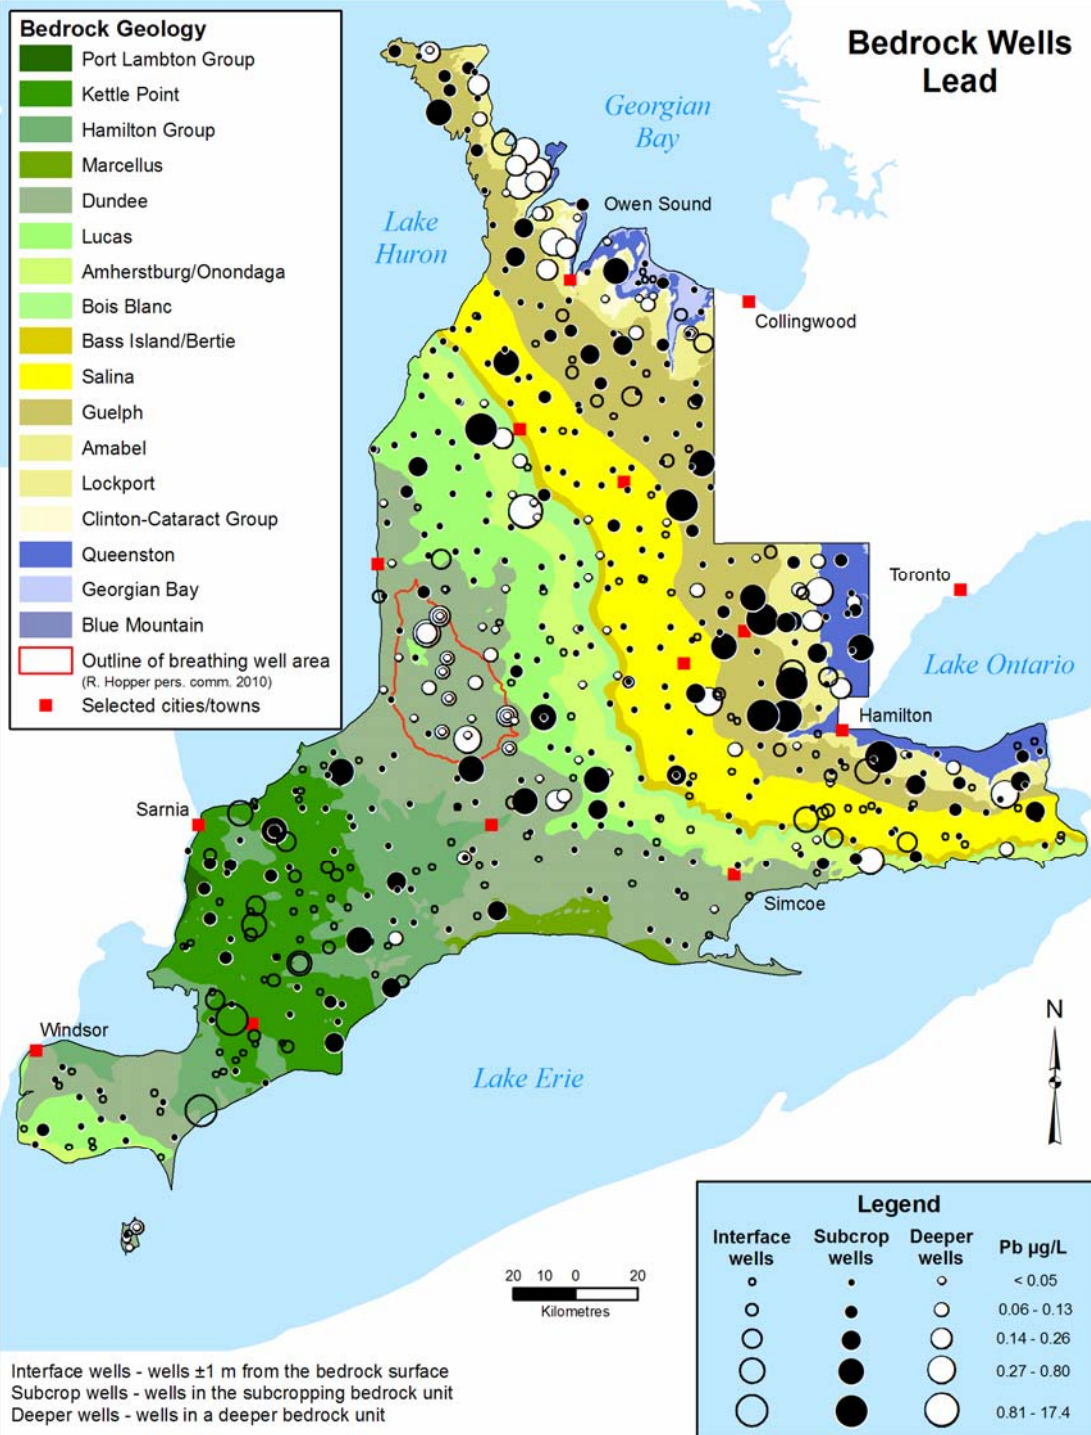 Bedrock Geology
Port Lambton Group
Kettle Point
Hamilton Group
Marcellus
Dundee
Lucas
Amherstburg/Onondaga
Bois Blanc
Bass Island/Bertie
Salina
Guelph
Amabel
Lockport
Clinton-Cataract Group
Queenston
Georgian Bay
Blue Mountain
Outline of breathing well area
(R. Hopper pers. comm. 2010)
Selected cities/towns
Bedrock Wells
Lead
Georgian
Bay
Owen Sound
Lake
Huron
Collingwood
Toronto
Lake Ontario
Hamilton
Sarnia
Simcoe
Windsor
Lake Erie
N
20 10 0 20
Kilometres
Legend
Interface wells
Subcrop wells
Deeper wells
Pb µg/L
< 0.05
0.06 - 0.13
0.14 - 0.26
0.27 - 0.80
0.81 - 17.4
Interface wells - wells ±1 m from the bedrock surface
Subcrop wells - wells in the subcropping bedrock unit
Deeper wells - wells in a deeper bedrock unit